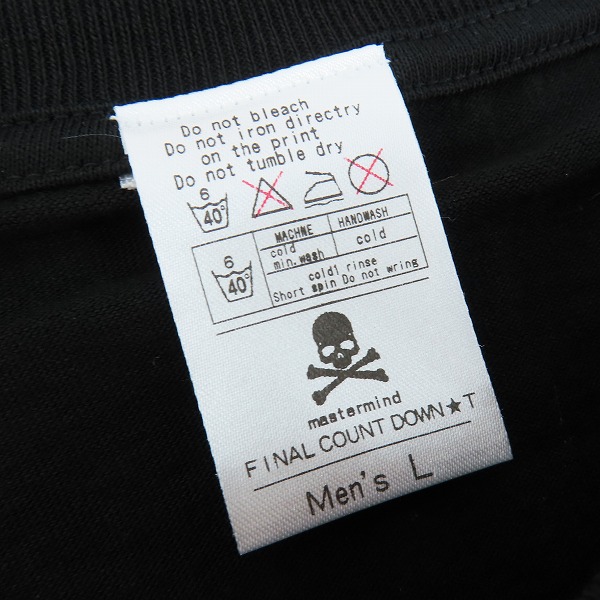 Do not bleach
Do not iron directry
on the print
Do not tumble dry
6
40°
6
40°
MACHNE HANDWASH
cold
min.wash
cold
cold1 rinse
Short spin Do not wring
mastermind
FINAL COUNT DOWN★T
Men's L